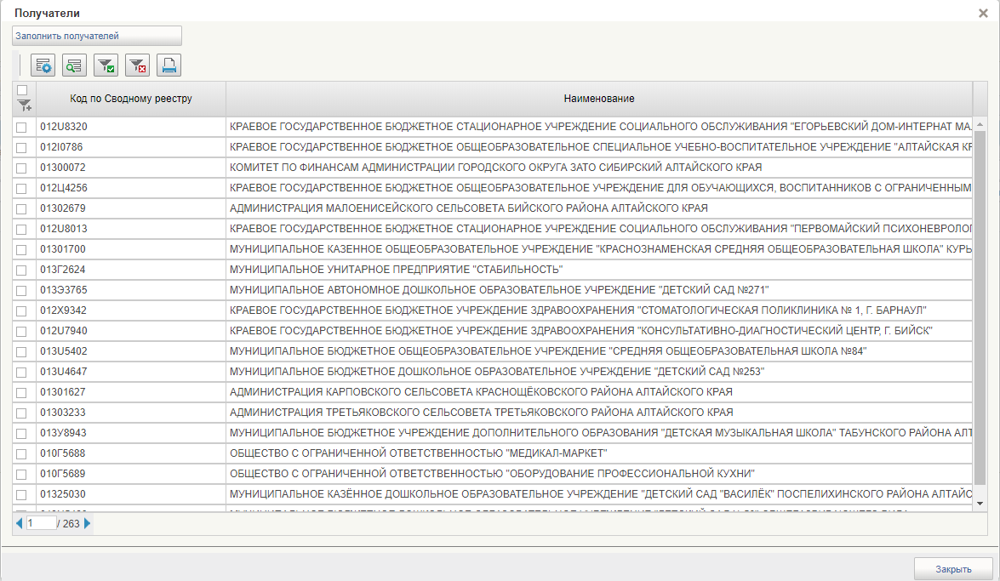 Получатели
Заполнить получателей
Код по Сводному реестру Наименование
012U8320 КРАЕВОЕ ГОСУДАРСТВЕННОЕ БЮДЖЕТНОЕ СТАЦИОНАРНОЕ УЧРЕЖДЕНИЕ СОЦИАЛЬНОГО ОБСЛУЖИВАНИЯ "ЕГОРЬЕВСКИЙ ДОМ-ИНТЕРНАТ МА
012I0786 КРАЕВОЕ ГОСУДАРСТВЕННОЕ БЮДЖЕТНОЕ ОБЩЕОБРАЗОВАТЕЛЬНОЕ СПЕЦИАЛЬНОЕ УЧЕБНО-ВОСПИТАТЕЛЬНОЕ УЧРЕЖДЕНИЕ "АЛТАЙСКАЯ КР
01300072 КОМИТЕТ ПО ФИНАНСАМ АДМИНИСТРАЦИИ ГОРОДСКОГО ОКРУГА ЗАТО СИБИРСКИЙ АЛТАЙСКОГО КРАЯ
012Ц4256 КРАЕВОЕ ГОСУДАРСТВЕННОЕ БЮДЖЕТНОЕ ОБЩЕОБРАЗОВАТЕЛЬНОЕ УЧРЕЖДЕНИЕ ДЛЯ ОБУЧАЮЩИХСЯ, ВОСПИТАННИКОВ С ОГРАНИЧЕННЫМ
01302679 АДМИНИСТРАЦИЯ МАЛОЕНИСЕЙСКОГО СЕЛЬСОВЕТА БИЙСКОГО РАЙОНА АЛТАЙСКОГО КРАЯ
012U8013 КРАЕВОЕ ГОСУДАРСТВЕННОЕ БЮДЖЕТНОЕ СТАЦИОНАРНОЕ УЧРЕЖДЕНИЕ СОЦИАЛЬНОГО ОБСЛУЖИВАНИЯ "ПЕРВОМАЙСКИЙ ПСИХОНЕВРОЛОГ
01301700 МУНИЦИПАЛЬНОЕ КАЗЕННОЕ ОБЩЕОБРАЗОВАТЕЛЬНОЕ УЧРЕЖДЕНИЕ "КРАСНОЗНАМЕНСКАЯ СРЕДНЯЯ ОБЩЕОБРАЗОВАТЕЛЬНАЯ ШКОЛА" КУРЬ
013Г2624 МУНИЦИПАЛЬНОЕ УНИТАРНОЕ ПРЕДПРИЯТИЕ "СТАБИЛЬНОСТЬ"
013Э3765 МУНИЦИПАЛЬНОЕ АВТОНОМНОЕ ДОШКОЛЬНОЕ ОБРАЗОВАТЕЛЬНОЕ УЧРЕЖДЕНИЕ "ДЕТСКИЙ САД №271"
012X9342 КРАЕВОЕ ГОСУДАРСТВЕННОЕ БЮДЖЕТНОЕ УЧРЕЖДЕНИЕ ЗДРАВООХРАНЕНИЯ "СТОМАТОЛОГИЧЕСКАЯ ПОЛИКЛИНИКА № 1, Г. БАРНАУЛ"
012U7940 КРАЕВОЕ ГОСУДАРСТВЕННОЕ БЮДЖЕТНОЕ УЧРЕЖДЕНИЕ ЗДРАВООХРАНЕНИЯ "КОНСУЛЬТАТИВНО-ДИАГНОСТИЧЕСКИЙ ЦЕНТР, Г. БИЙСК"
013U5402 МУНИЦИПАЛЬНОЕ БЮДЖЕТНОЕ ОБЩЕОБРАЗОВАТЕЛЬНОЕ УЧРЕЖДЕНИЕ "СРЕДНЯЯ ОБЩЕОБРАЗОВАТЕЛЬНАЯ ШКОЛА №84"
013U4647 МУНИЦИПАЛЬНОЕ БЮДЖЕТНОЕ ДОШКОЛЬНОЕ ОБРАЗОВАТЕЛЬНОЕ УЧРЕЖДЕНИЕ "ДЕТСКИЙ САД №253"
01301627 АДМИНИСТРАЦИЯ КАРПОВСКОГО СЕЛЬСОВЕТА КРАСНОЩЁКОВСКОГО РАЙОНА АЛТАЙСКОГО КРАЯ
01303233 АДМИНИСТРАЦИЯ ТРЕТЬЯКОВСКОГО СЕЛЬСОВЕТА ТРЕТЬЯКОВСКОГО РАЙОНА АЛТАЙСКОГО КРАЯ
013У8943 МУНИЦИПАЛЬНОЕ БЮДЖЕТНОЕ УЧРЕЖДЕНИЕ ДОПОЛНИТЕЛЬНОГО ОБРАЗОВАНИЯ "ДЕТСКАЯ МУЗЫКАЛЬНАЯ ШКОЛА" ТАБУНСКОГО РАЙОНА АЛТ
010Г5688 ОБЩЕСТВО С ОГРАНИЧЕННОЙ ОТВЕТСТВЕННОСТЬЮ "МЕДИКАЛ-МАРКЕТ"
010Г5689 ОБЩЕСТВО С ОГРАНИЧЕННОЙ ОТВЕТСТВЕННОСТЬЮ "ОБОРУДОВАНИЕ ПРОФЕССИОНАЛЬНОЙ КУХНИ"
01325030 МУНИЦИПАЛЬНОЕ КАЗЁННОЕ ДОШКОЛЬНОЕ ОБРАЗОВАТЕЛЬНОЕ УЧРЕЖДЕНИЕ "ДЕТСКИЙ САД "ВАСИЛЁК" ПОСПЕЛИХИНСКОГО РАЙОНА АЛТАЙС
1 / 263
Закрыть